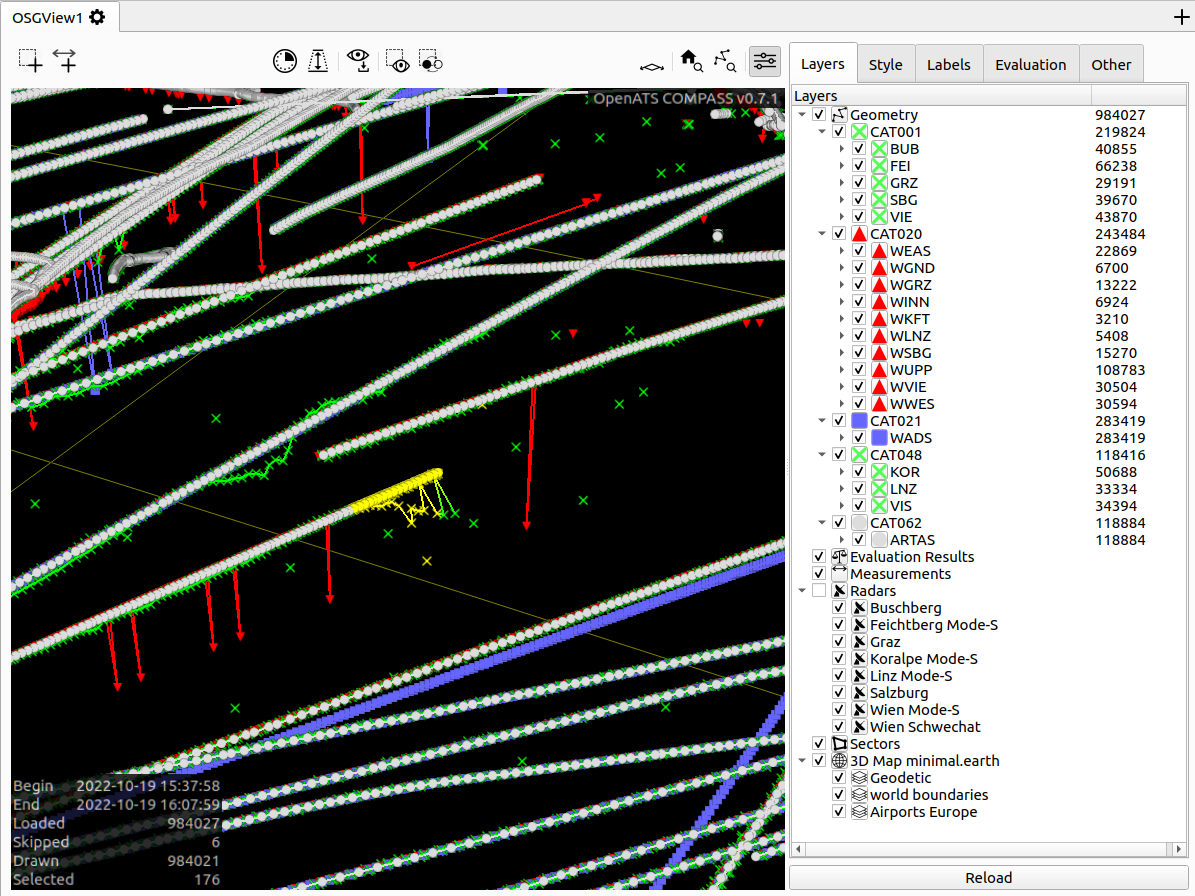 OSGView1
Layers Style Labels Evaluation Other
OpenATS COMPASS v0.7.1
Layers
Geometry 984027
CAT001 219824
BUB 40855
FEI 66238
GRZ 29191
SBG 39670
VIE 43870
CAT020 243484
WEAS 22869
WGND 6700
WGRZ 13222
WINN 6924
WKFT 3210
WLNZ 5408
WSBG 15270
WUPP 108783
WVIE 30504
WWES 30594
CAT021 283419
WADS 283419
CAT048 118416
KOR 50688
LNZ 33334
VIS 34394
CAT062 118884
ARTAS 118884
Evaluation Results
Measurements
Radars
Buschberg
Feichtberg Mode-S
Graz
Koralpe Mode-S
Linz Mode-S
Salzburg
Wien Mode-S
Wien Schwechat
Sectors
3D Map minimal.earth
Geodetic
world boundaries
Airports Europe
Begin 2022-10-19 15:37:58
End 2022-10-19 16:07:59
Loaded 984027
Skipped 6
Drawn 984021
Selected 176
Reload